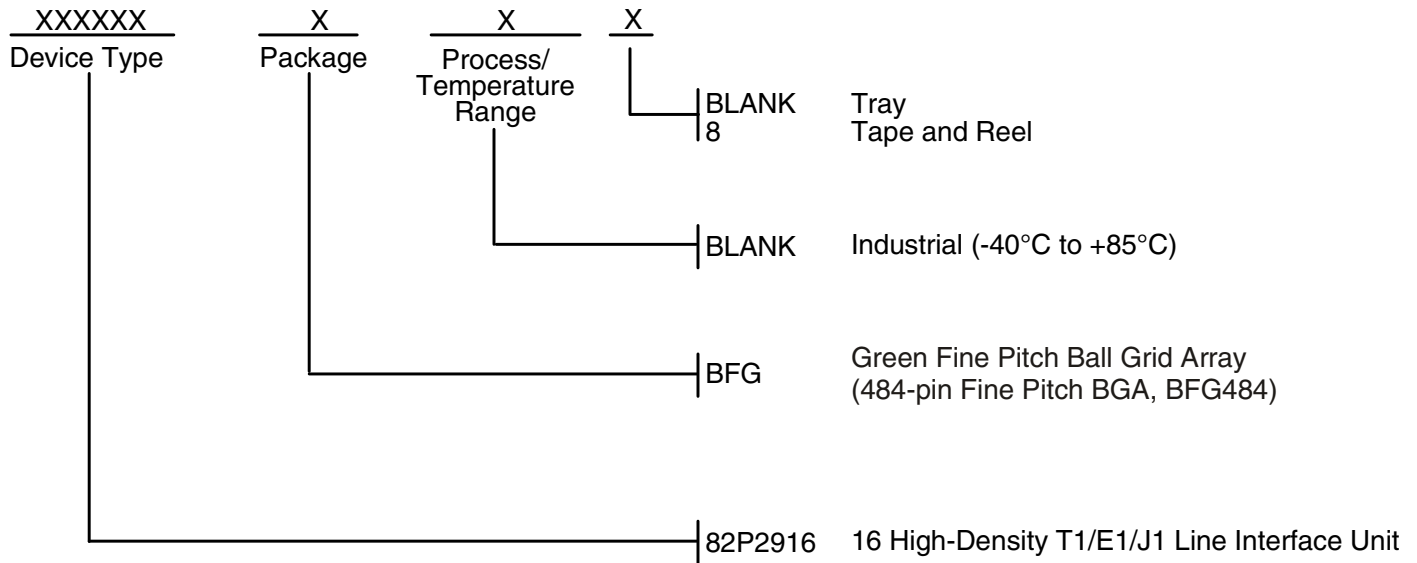 XXXXXX X X X
Device Type Package Process/
Temperature
Range
BLANK Tray
8 Tape and Reel
BLANK Industrial (-40°C to +85°C)
BFG Green Fine Pitch Ball Grid Array
(484-pin Fine Pitch BGA, BFG484)
82P2916 16 High-Density T1/E1/J1 Line Interface Unit